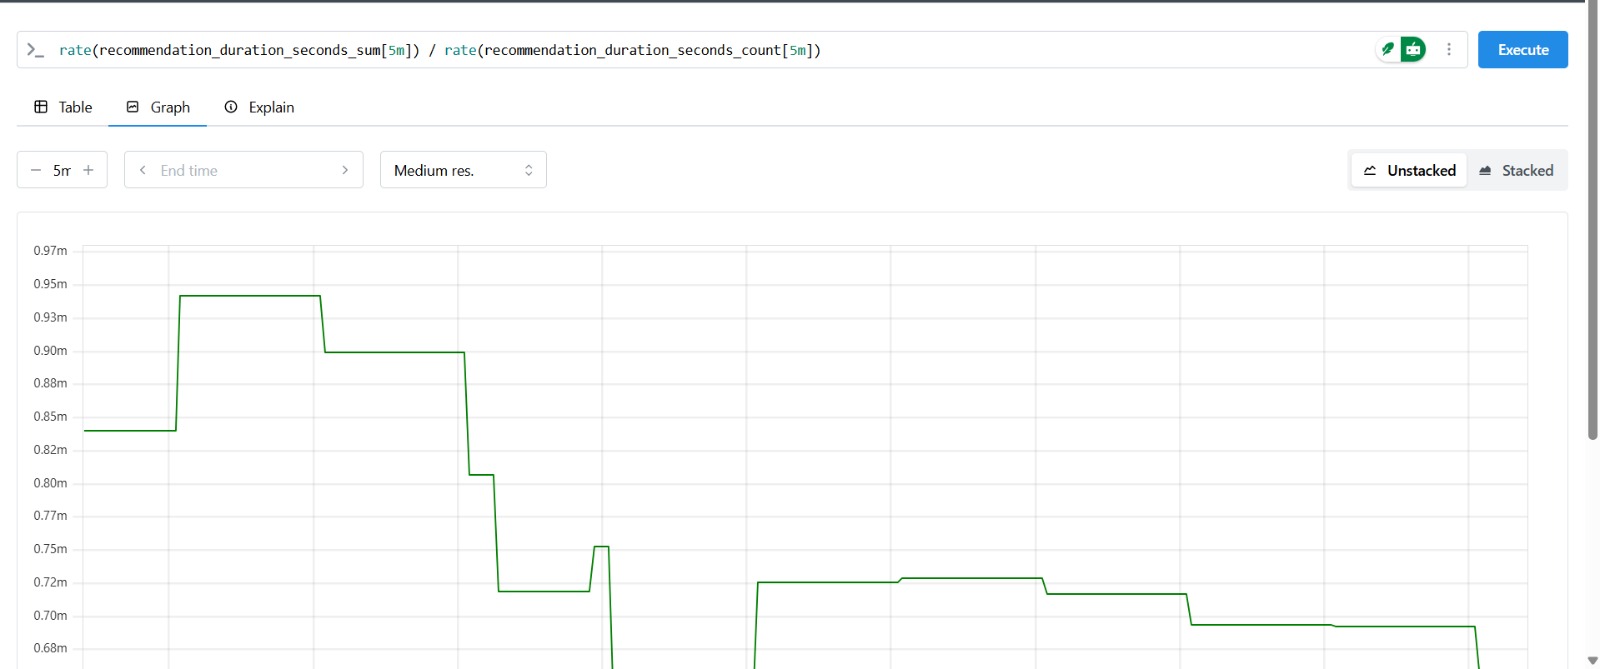 rate(recommendation_duration_seconds_sum[5m]) / rate(recommendation_duration_seconds_count[5m])
Execute
Table
Graph
Explain
5m
End time
Medium res.
Unstacked
Stacked
0.97m
0.95m
0.93m
0.90m
0.88m
0.85m
0.82m
0.80m
0.77m
0.75m
0.72m
0.70m
0.68m